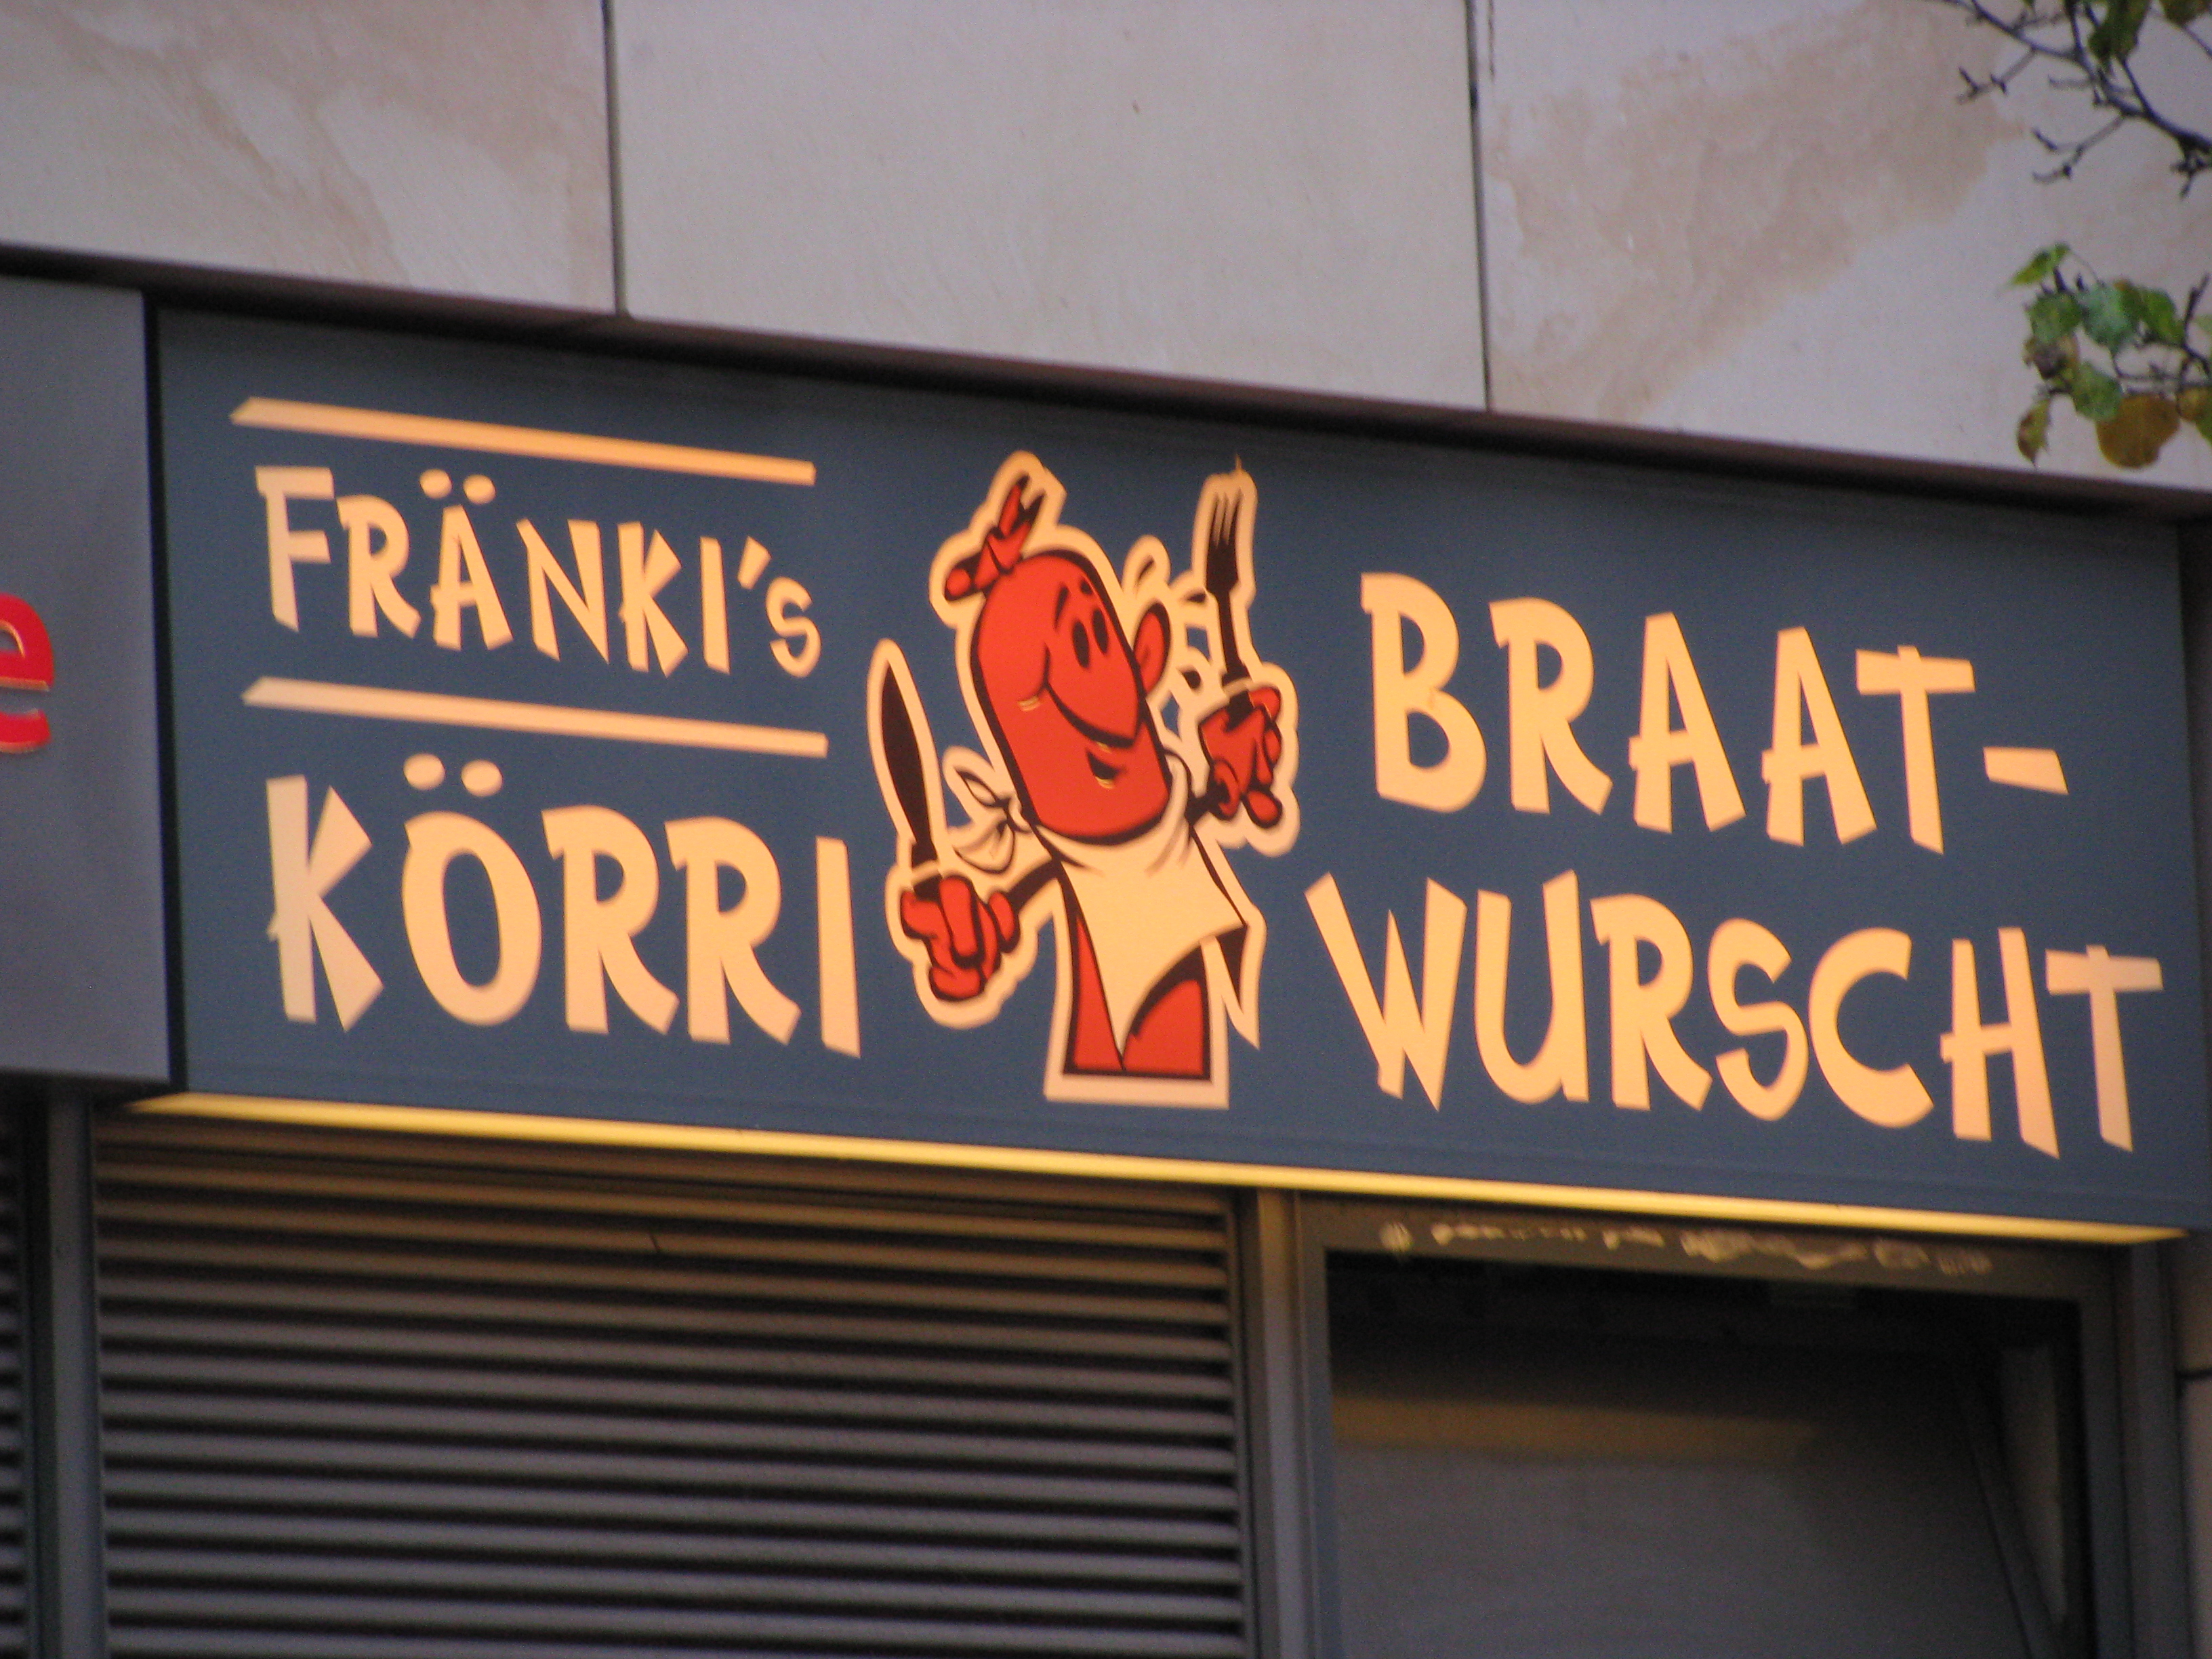 e
FRÄNKI'S
KÖRRI
BRAAT-
WURSCHT